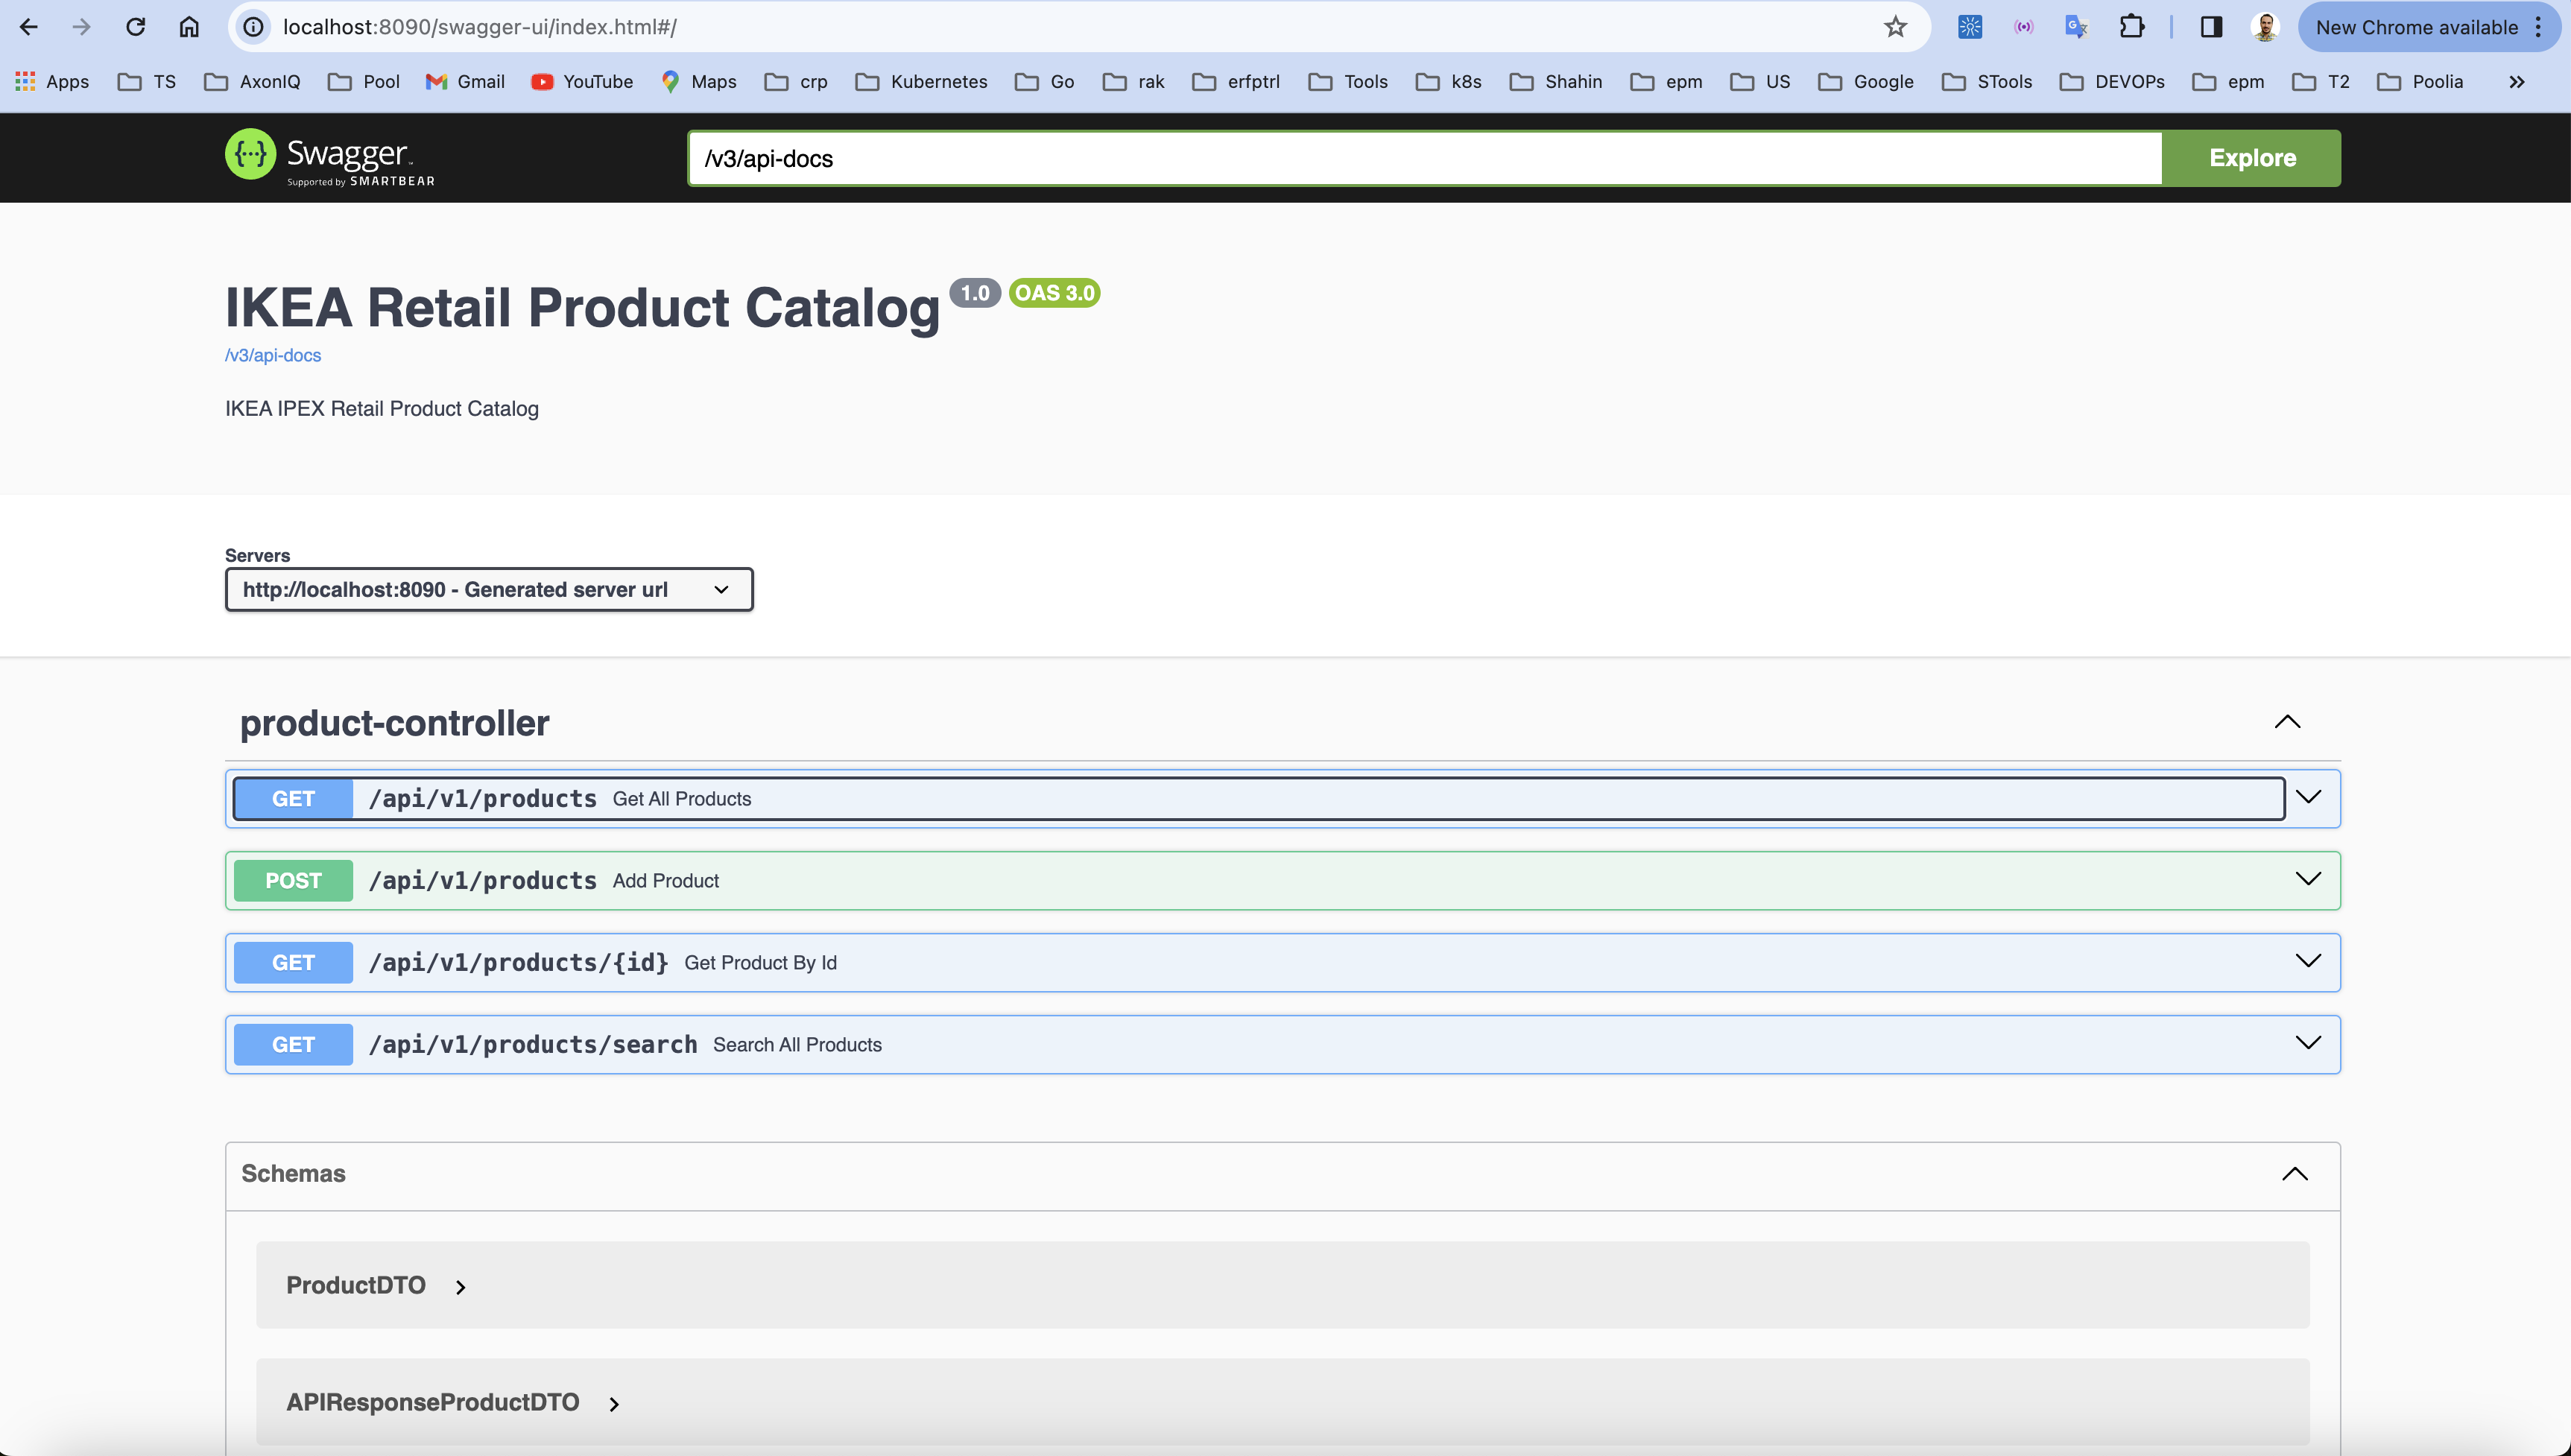 localhost:8090/swagger-ui/index.html#/
New Chrome available
Apps TS AxonIQ Pool Gmail YouTube Maps crp Kubernetes Go rak erfptrl Tools k8s Shahin epm US Google STools DEVOPs epm T2 Poolia
Swagger
Supported by SMARTBEAR
/v3/api-docs
Explore
IKEA Retail Product Catalog 1.0 OAS 3.0
/v3/api-docs
IKEA IPEX Retail Product Catalog
Servers
http://localhost:8090 - Generated server url
product-controller
GET /api/v1/products Get All Products
POST /api/v1/products Add Product
GET /api/v1/products/{id} Get Product By Id
GET /api/v1/products/search Search All Products
Schemas
ProductDTO
APIResponseProductDTO